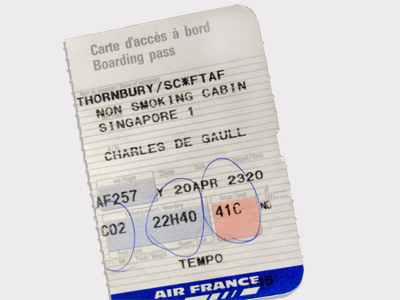 Carte d'accès à bord
Boarding pass
THORNBURY/SC*FTAF
NON SMOKING CABIN
SINGAPORE 1
CHARLES DE GAULL
AF257 Y 20APR 2320
C02 22H40 41C NO
TEMPO
AIR FRANCE